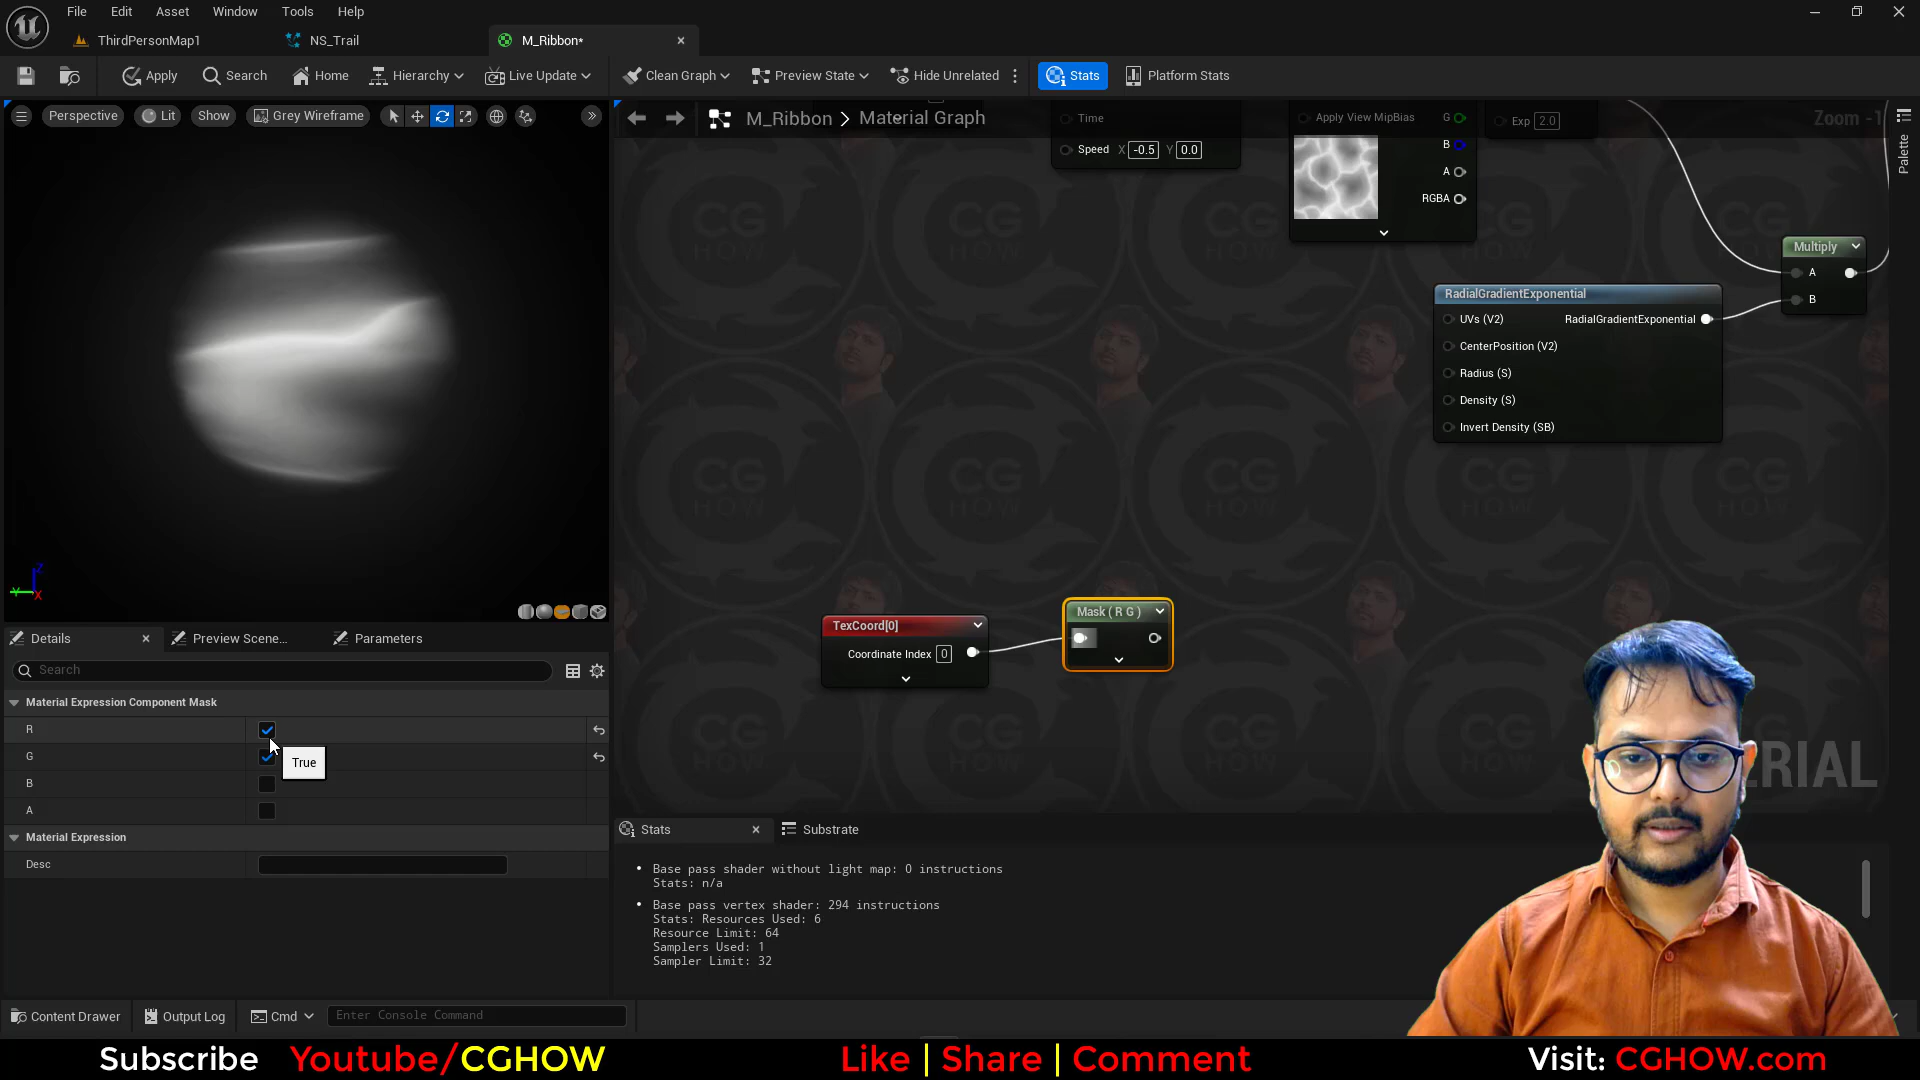 File Edit Asset Window Tools Help
ThirdPersonMap1 NS_Trail M_Ribbon*
Apply Search Home Hierarchy Live Update Clean Graph Preview State Hide Unrelated Stats Platform Stats
Perspective Lit Show Grey Wireframe
M_Ribbon > Material Graph
Zoom -1
Palette
Time
Speed X -0.5 Y 0.0
Apply View MipBias G
B
A
RGBA
Exp 2.0
Multiply
A
B
RadialGradientExponential
UVs (V2) RadialGradientExponential
CenterPosition (V2)
Radius (S)
Density (S)
Invert Density (SB)
TexCoord[0]
Coordinate Index 0
Mask ( R G )
Details Preview Scene... Parameters
Search
Material Expression Component Mask
R
G
True
B
A
Material Expression
Desc
CG
HOW
RIAL
Stats Substrate
• Base pass shader without light map: 0 instructions
Stats: n/a
• Base pass vertex shader: 294 instructions
Stats: Resources Used: 6
Resource Limit: 64
Samplers Used: 1
Sampler Limit: 32
Content Drawer Output Log Cmd Enter Console Command
Subscribe Youtube/CGHOW Like | Share | Comment Visit: CGHOW.com